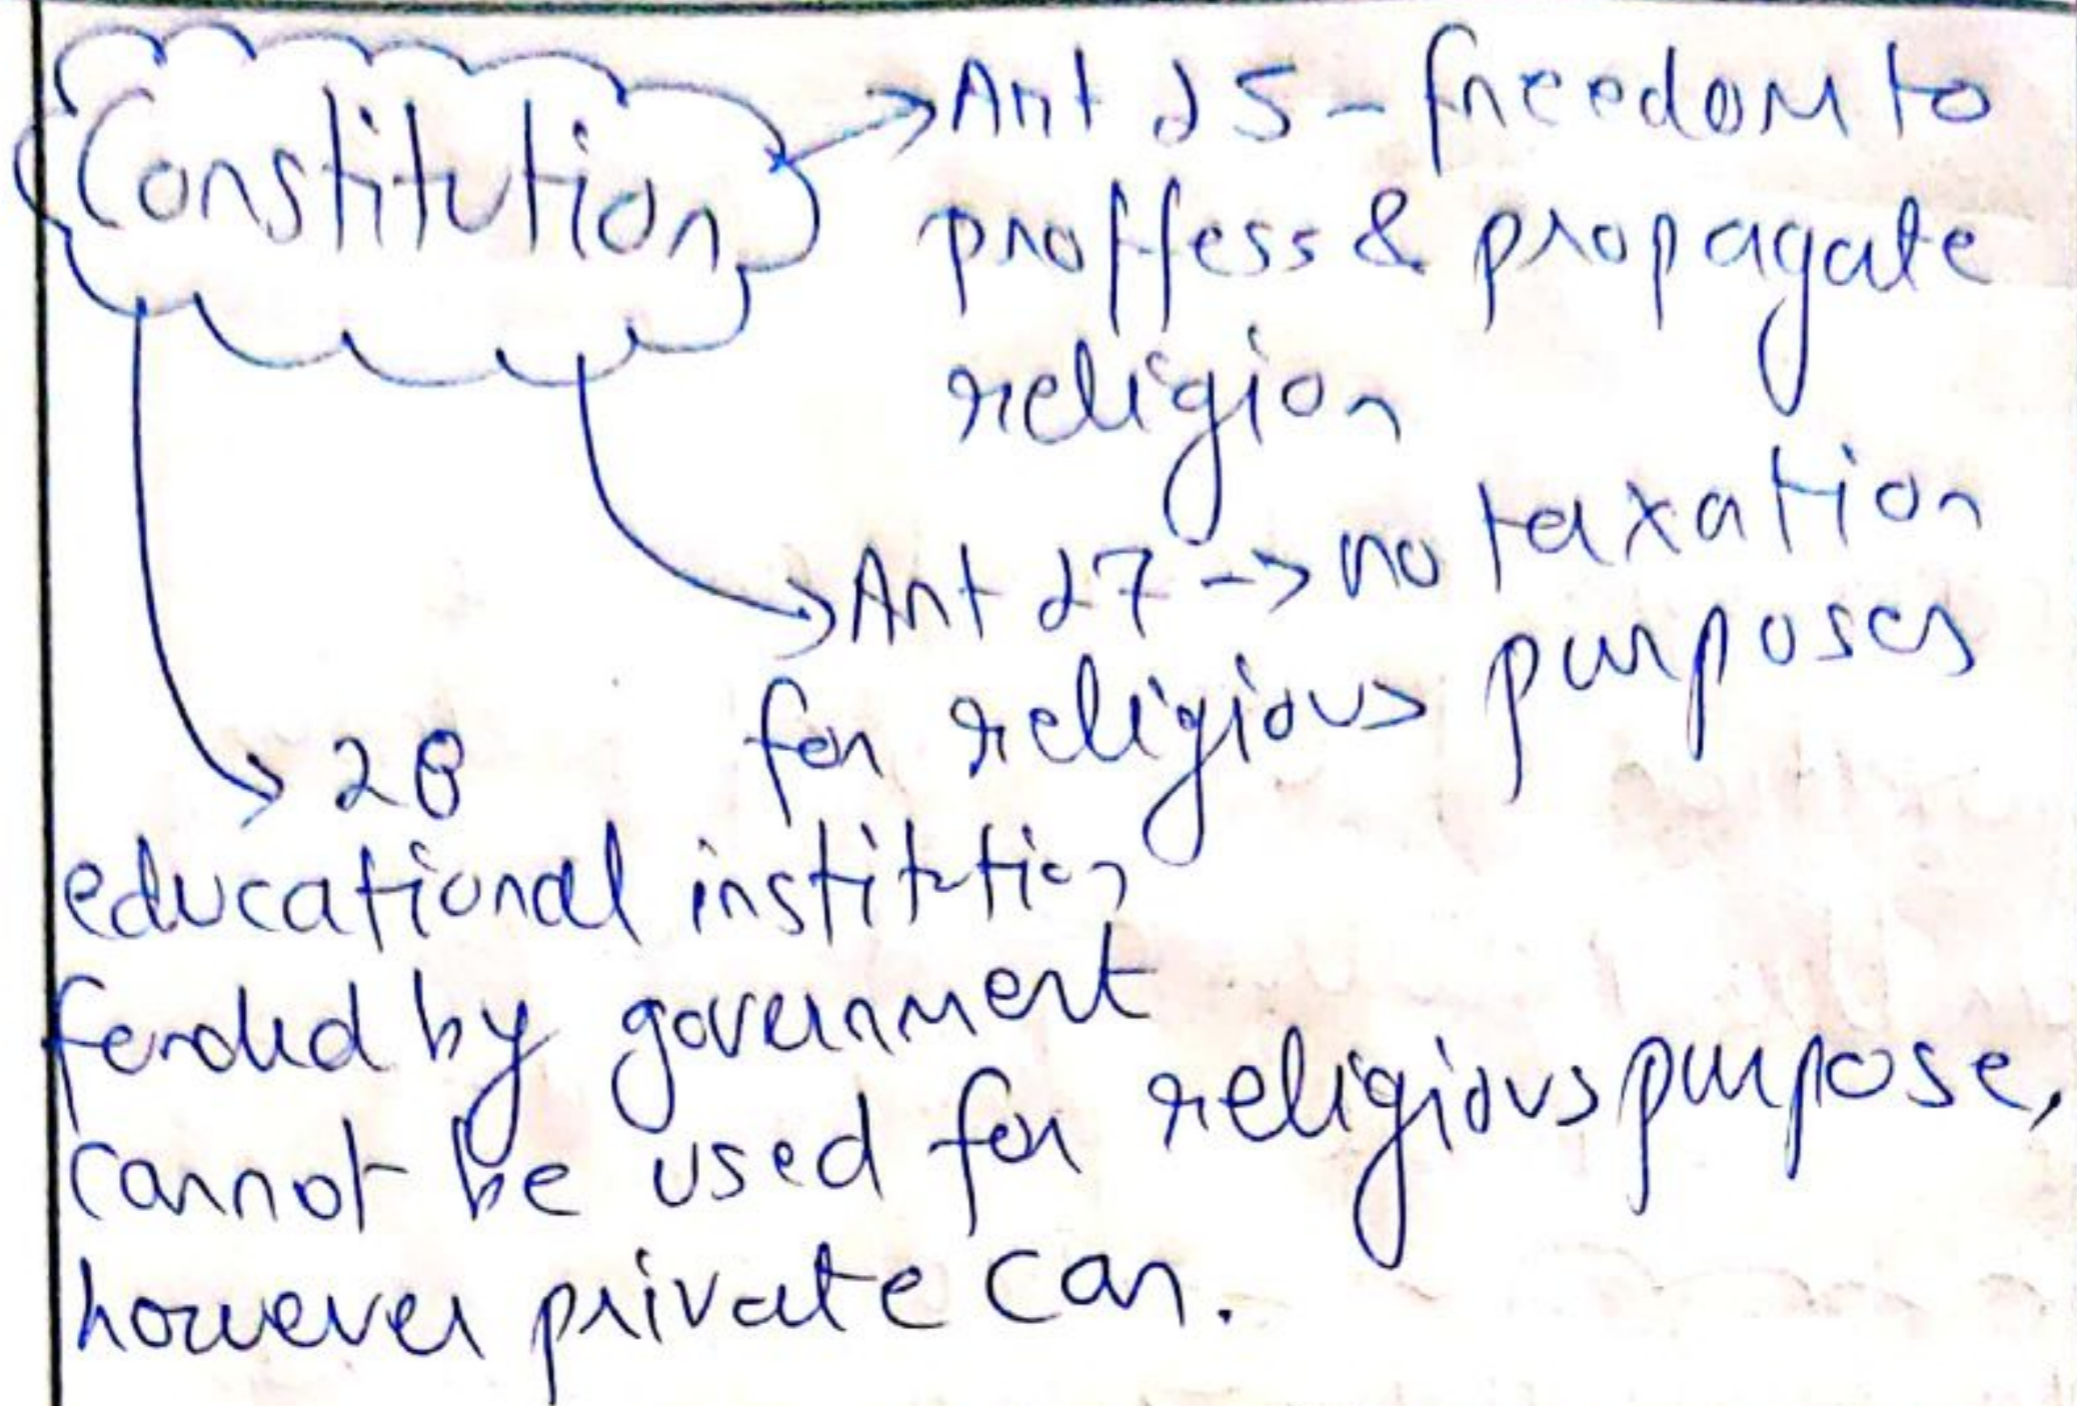 Constitution
Art 25 - freedom to
proffess & propagate
religion
Art 27 -> no taxation
for religious purposes
28
educational institution
funded by government
cannot be used for religious purpose,
however private can.